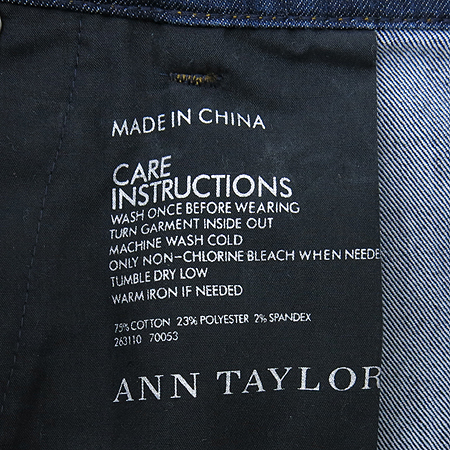 MADE IN CHINA
CARE
INSTRUCTIONS
WASH ONCE BEFORE WEARING
TURN GARMENT INSIDE OUT
MACHINE WASH COLD
ONLY NON-CHLORINE BLEACH WHEN NEEDE
TUMBLE DRY LOW
WARM IRON IF NEEDED
75% COTTON 23% POLYESTER 2% SPANDEX
263110 70053
ANN TAYLOR